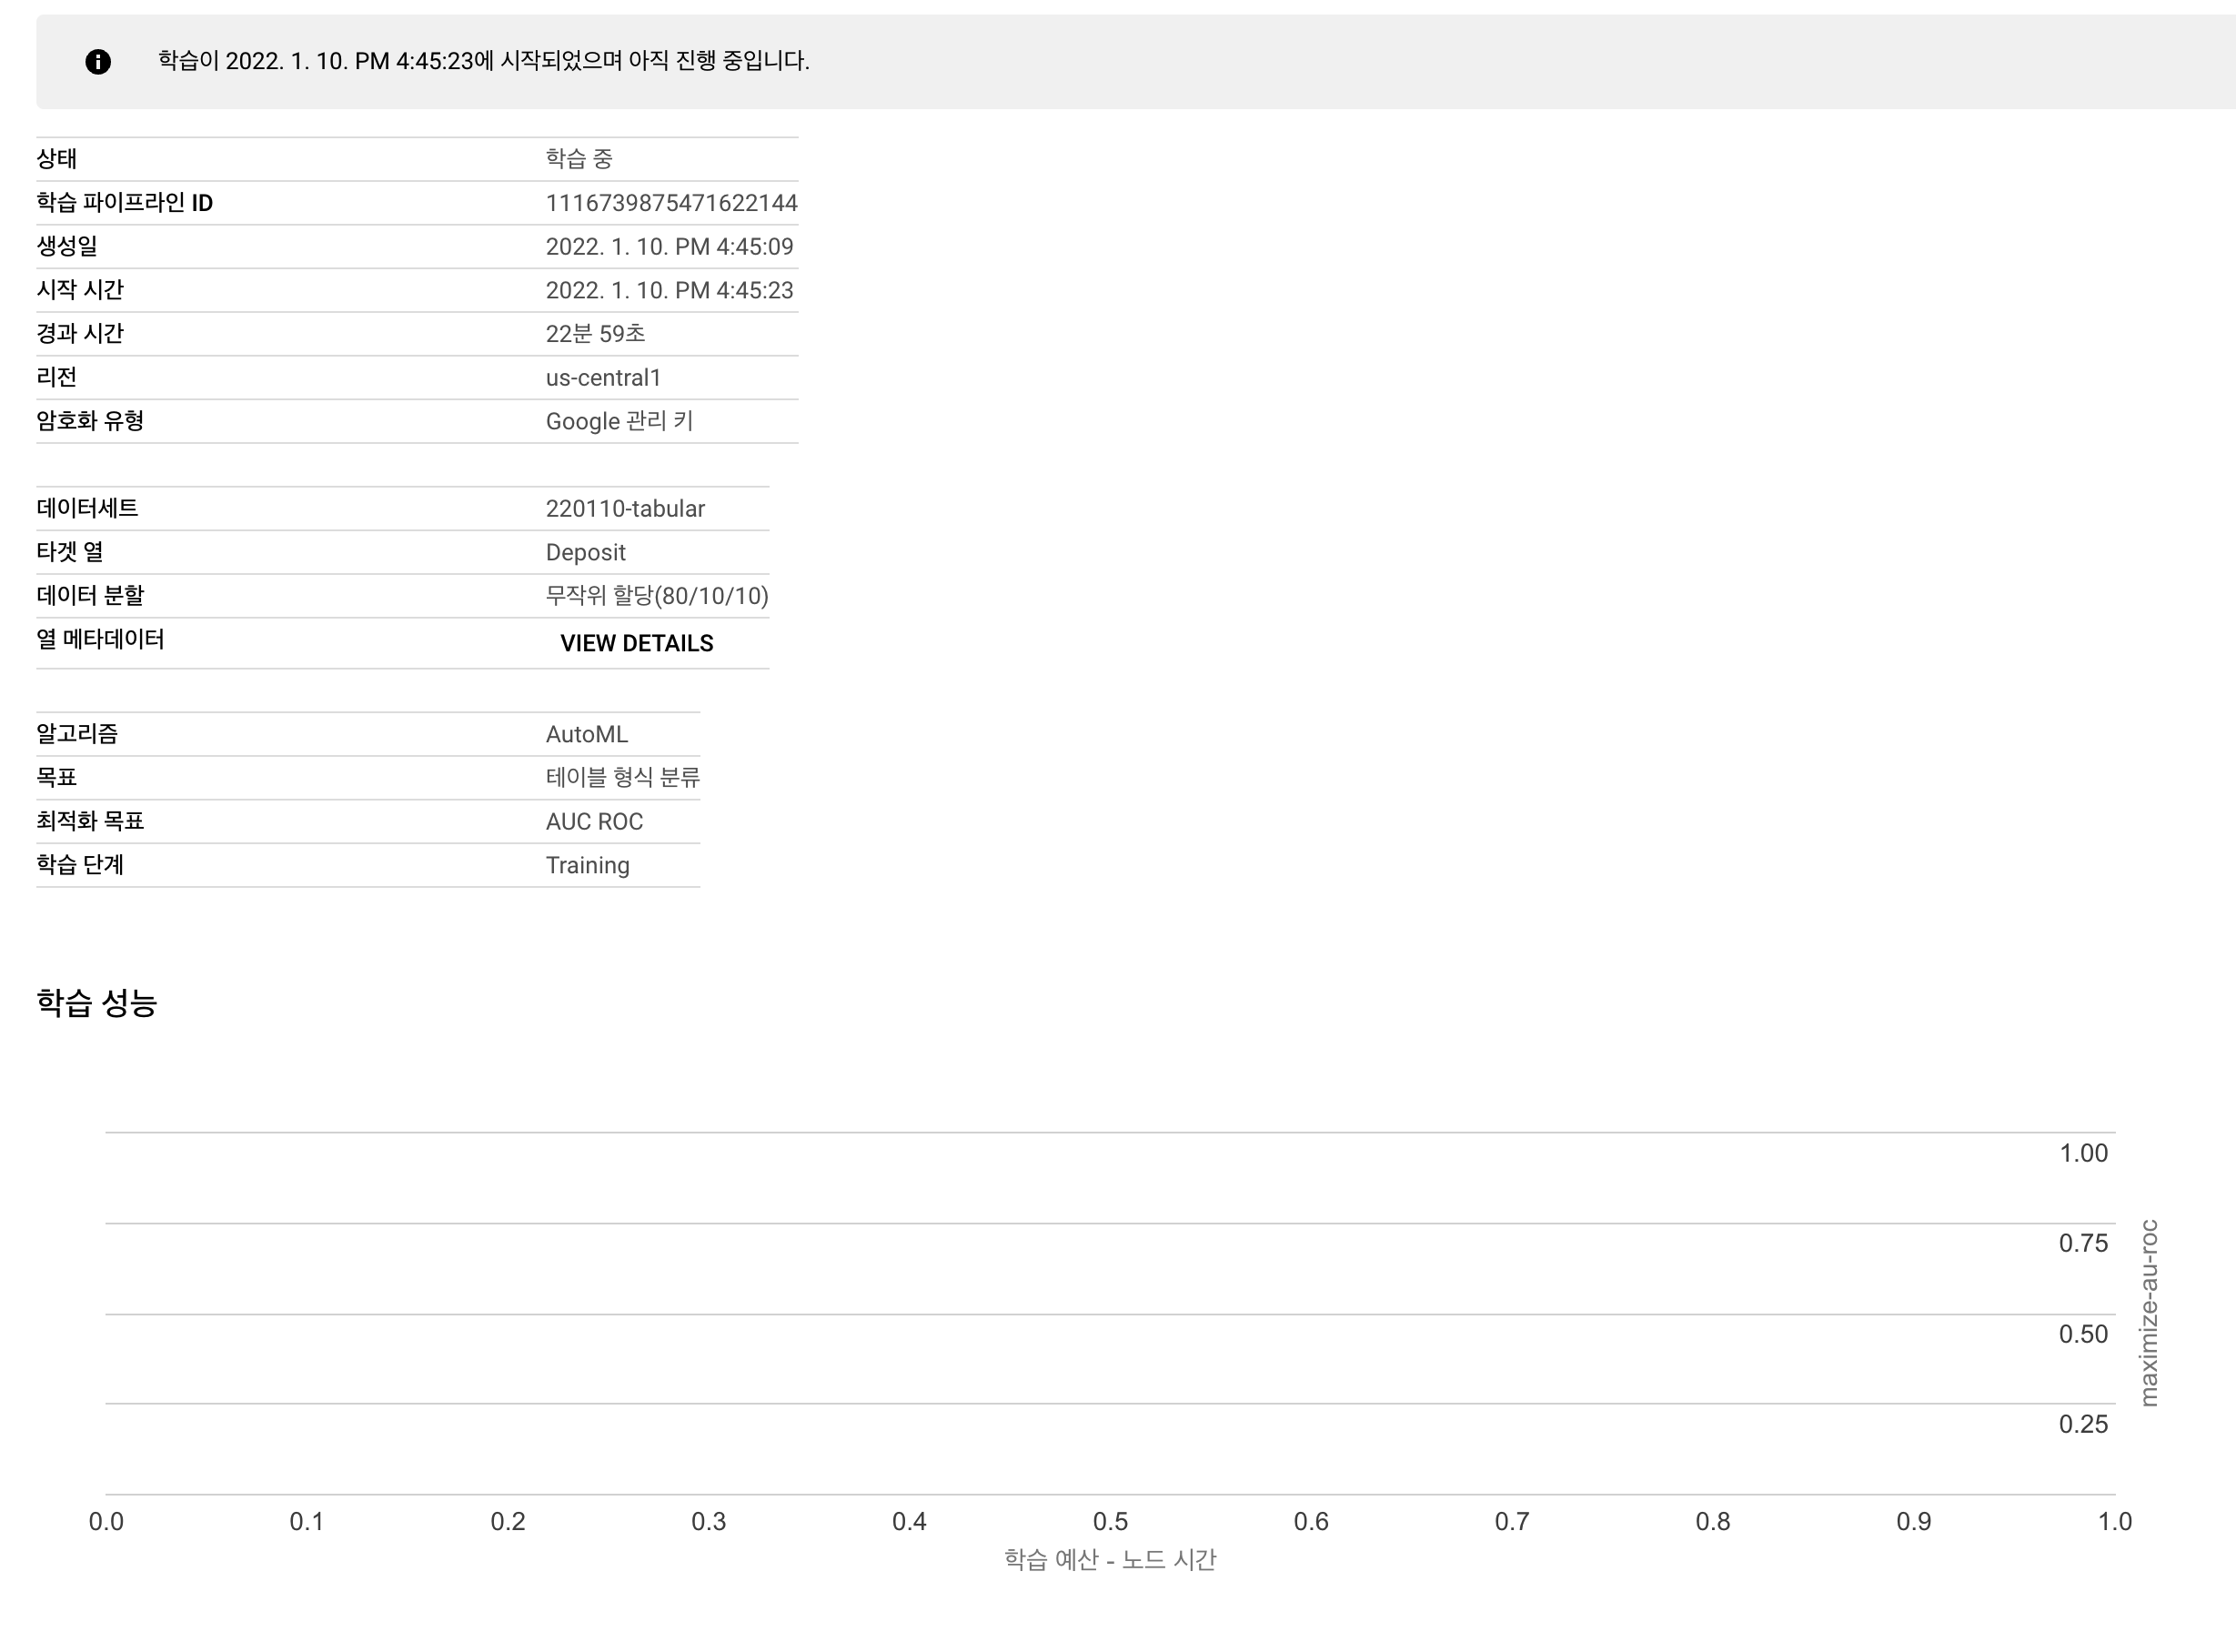 학습이 2022. 1. 10. PM 4:45:23에 시작되었으며 아직 진행 중입니다.
상태 학습 중
학습 파이프라인 ID 1116739875471622144
생성일 2022. 1. 10. PM 4:45:09
시작 시간 2022. 1. 10. PM 4:45:23
경과 시간 22분 59초
리전 us-central1
암호화 유형 Google 관리 키
데이터세트 220110-tabular
타겟 열 Deposit
데이터 분할 무작위 할당(80/10/10)
열 메타데이터 VIEW DETAILS
알고리즘 AutoML
목표 테이블 형식 분류
최적화 목표 AUC ROC
학습 단계 Training
학습 성능
1.00
0.75
0.50
0.25
maximize-au-roc
0.0 0.1 0.2 0.3 0.4 0.5 0.6 0.7 0.8 0.9 1.0
학습 예산 - 노드 시간